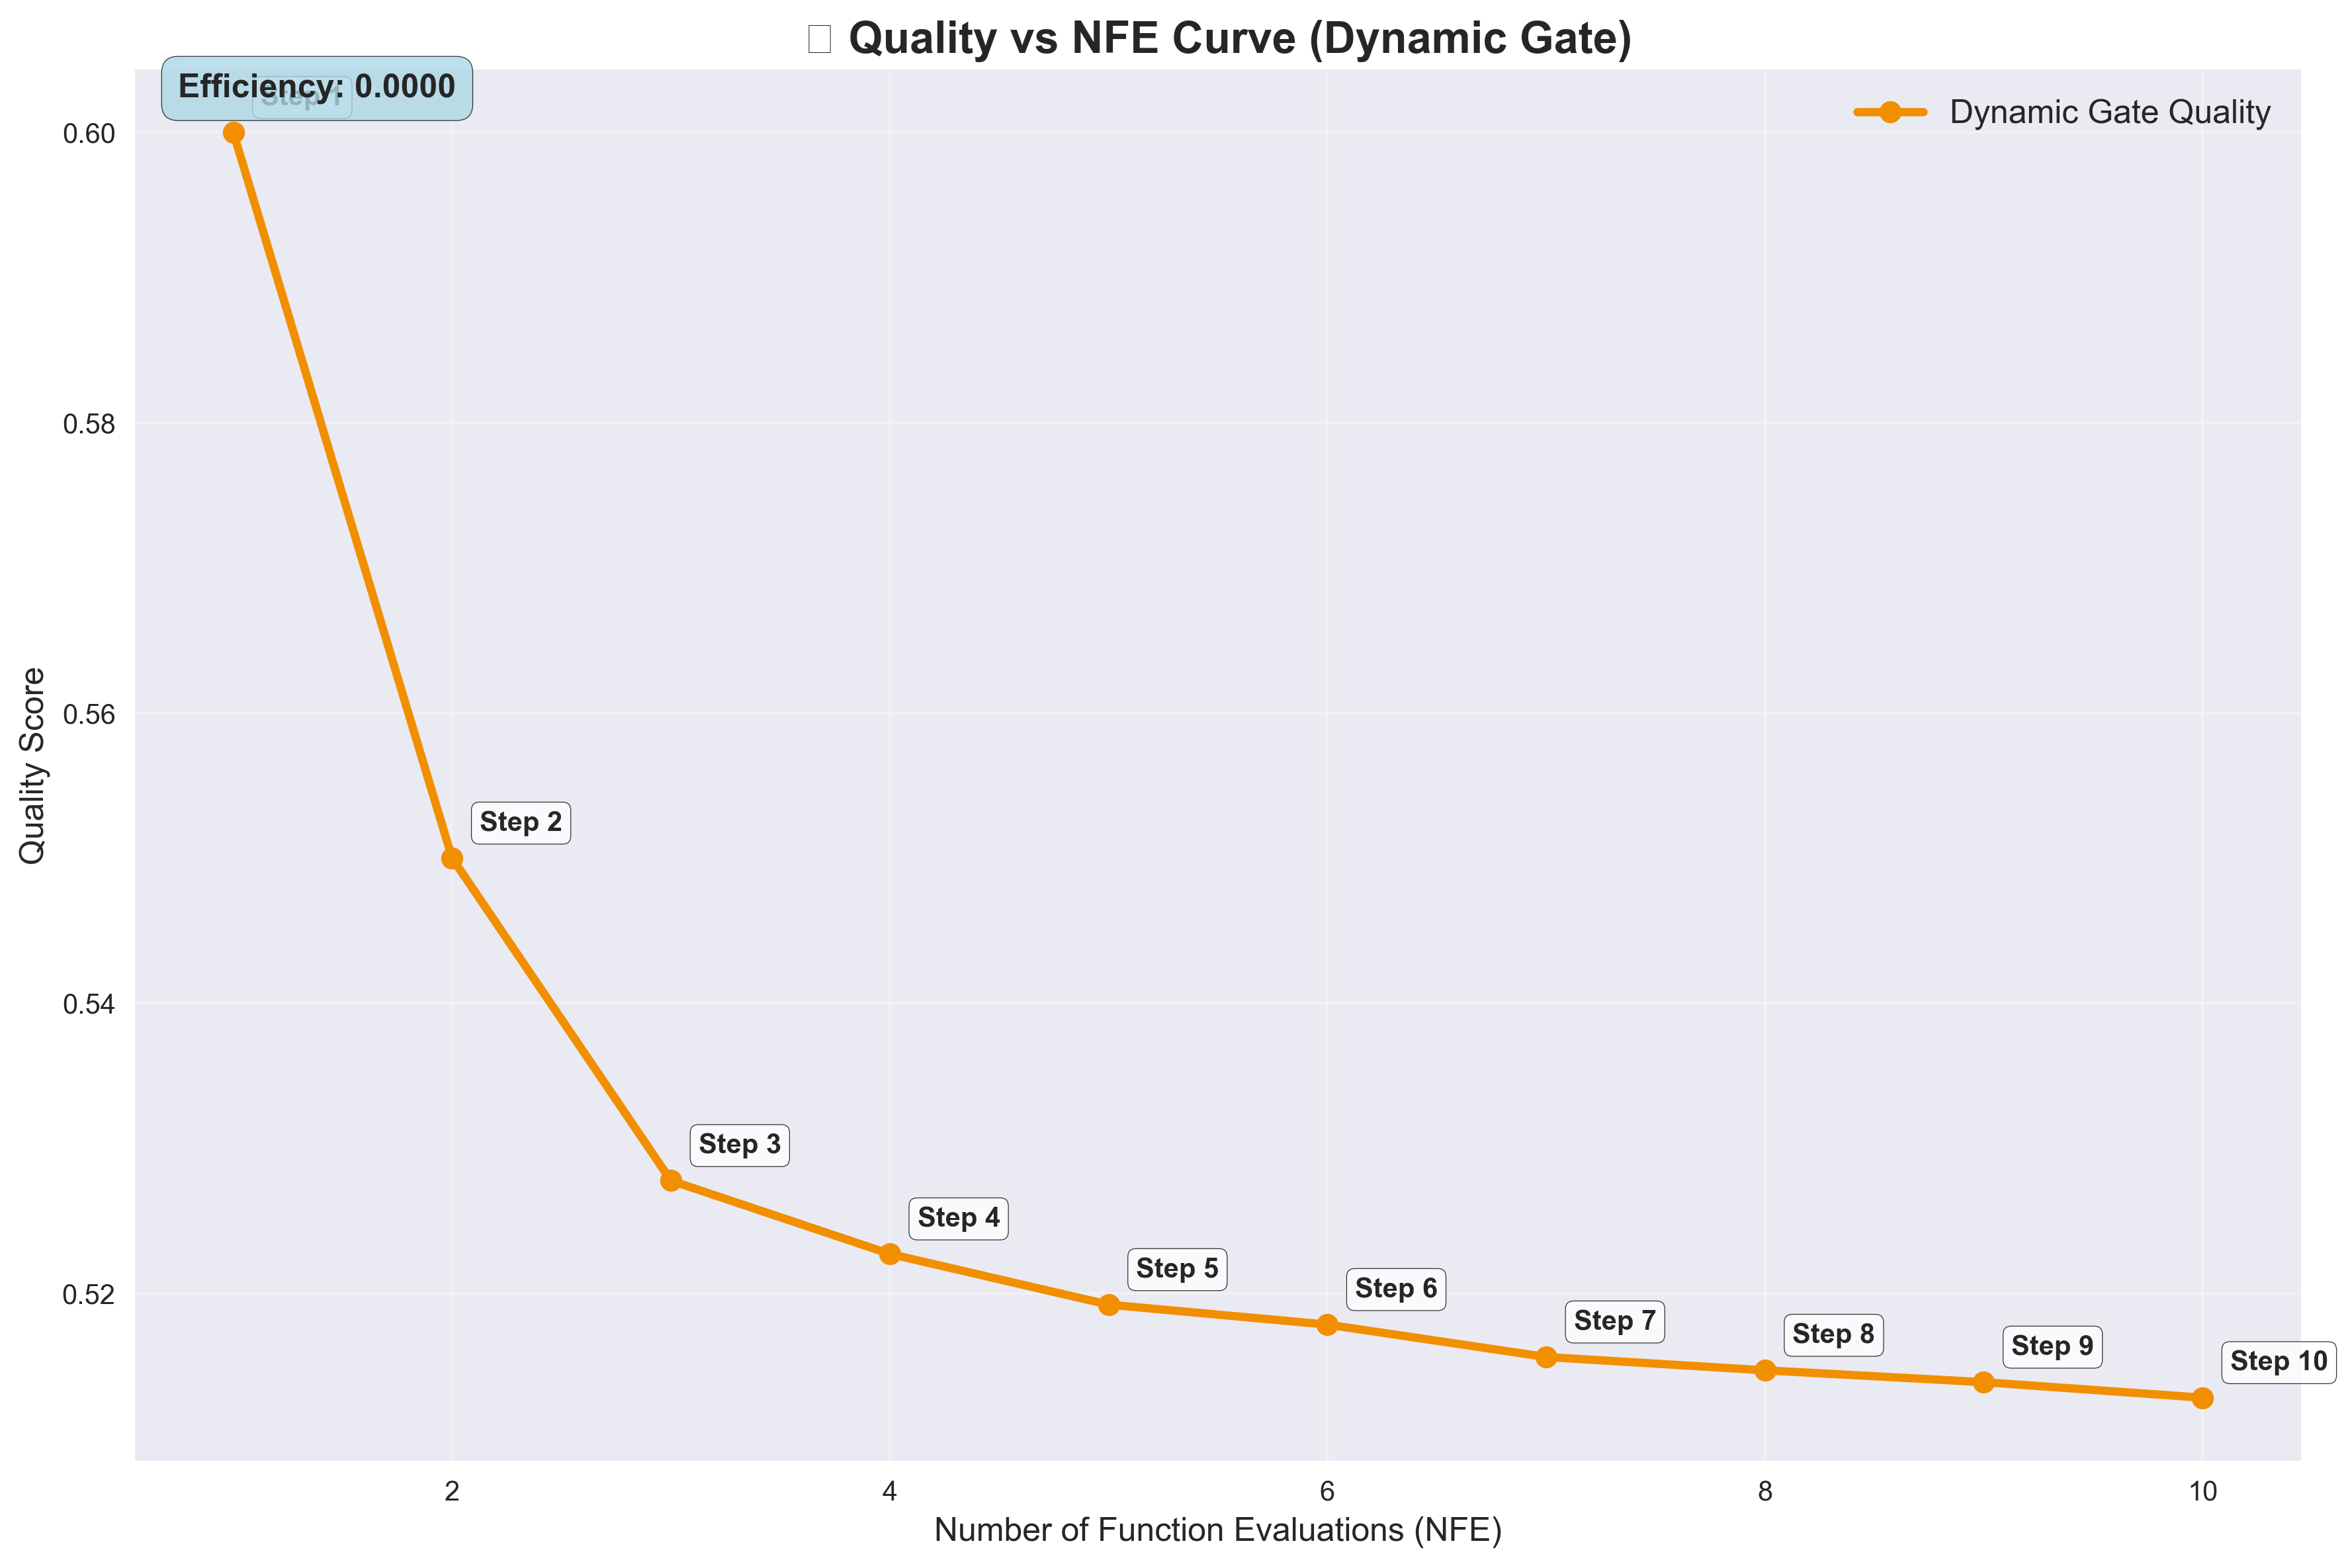 Quality vs NFE Curve (Dynamic Gate)
Efficiency: 0.0000
Step 1
Dynamic Gate Quality
0.60
0.58
0.56
0.54
0.52
Quality Score
Step 2
Step 3
Step 4
Step 5
Step 6
Step 7
Step 8
Step 9
Step 10
2
4
6
8
10
Number of Function Evaluations (NFE)